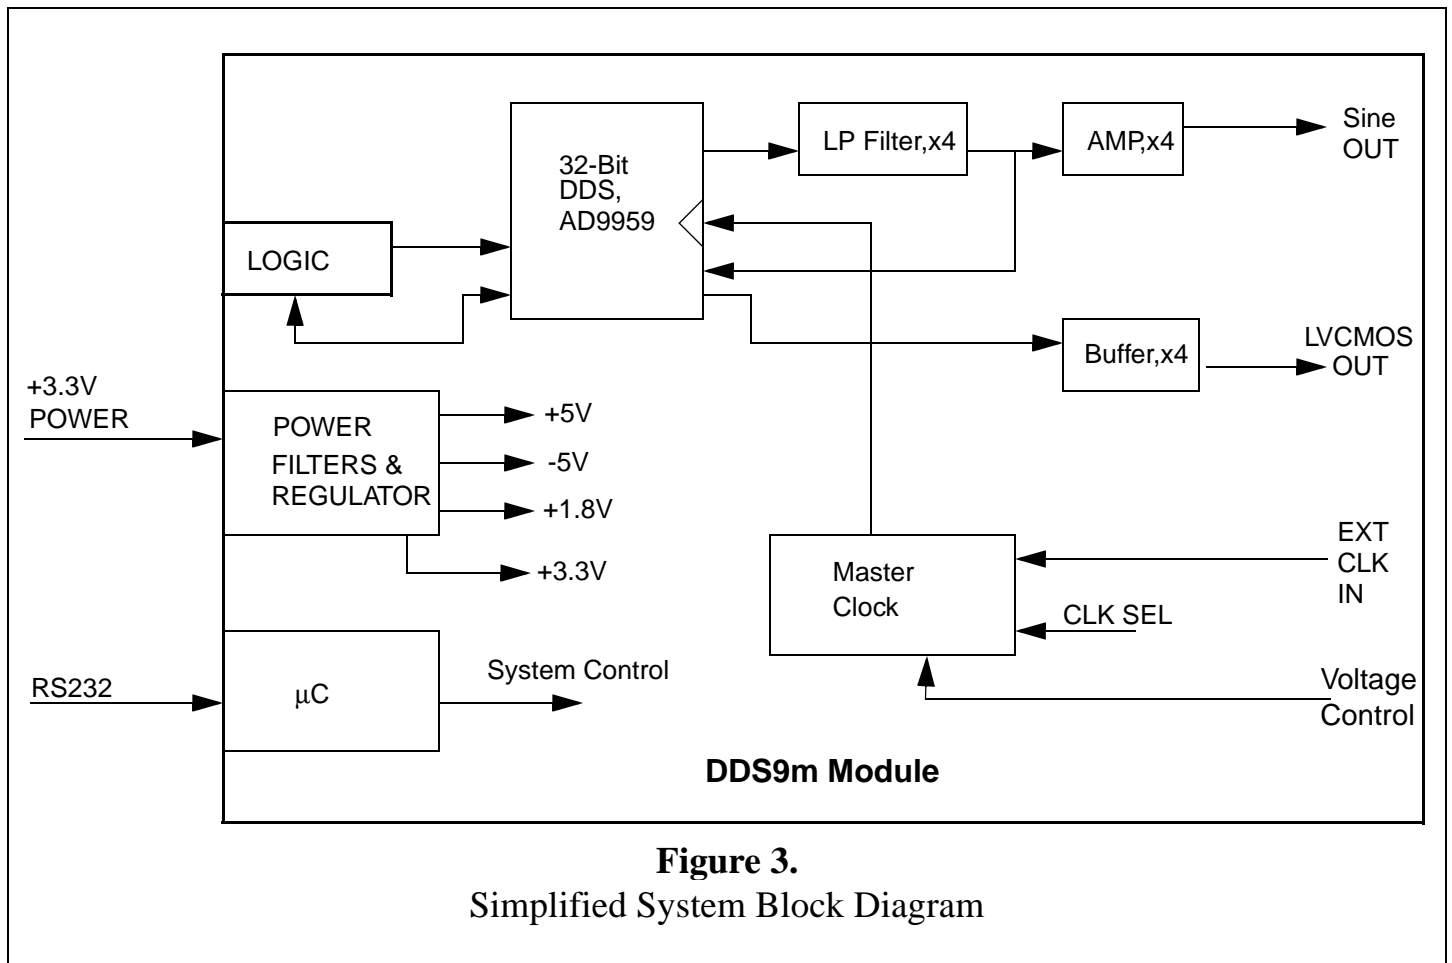 32-Bit
DDS,
AD9959
LP Filter,x4
AMP,x4
Sine
OUT
LOGIC
Buffer,x4
LVCMOS
OUT
+3.3V
POWER
POWER
FILTERS &
REGULATOR
+5V
-5V
+1.8V
+3.3V
Master
Clock
EXT
CLK
IN
CLK SEL
Voltage
Control
RS232
μC
System Control
DDS9m Module
Figure 3.
Simplified System Block Diagram